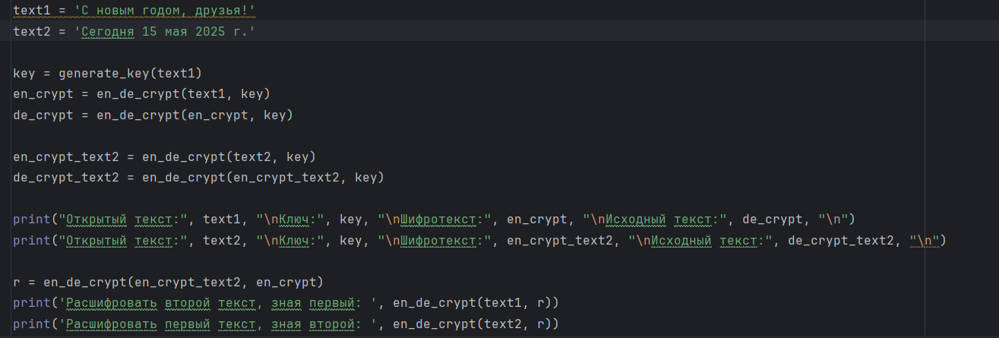 text1 = 'С новым годом, друзья!'
text2 = 'Сегодня 15 мая 2025 г.'
key = generate_key(text1)
en_crypt = en_de_crypt(text1, key)
de_crypt = en_de_crypt(en_crypt, key)
en_crypt_text2 = en_de_crypt(text2, key)
de_crypt_text2 = en_de_crypt(en_crypt_text2, key)
print("Открытый текст:", text1, "\nКлюч:", key, "\nШифротекст:", en_crypt, "\nИсходный текст:", de_crypt, "\n")
print("Открытый текст:", text2, "\nКлюч:", key, "\nШифротекст:", en_crypt_text2, "\nИсходный текст:", de_crypt_text2, "\n")
r = en_de_crypt(en_crypt_text2, en_crypt)
print('Расшифровать второй текст, зная первый: ', en_de_crypt(text1, r))
print('Расшифровать первый текст, зная второй: ', en_de_crypt(text2, r))